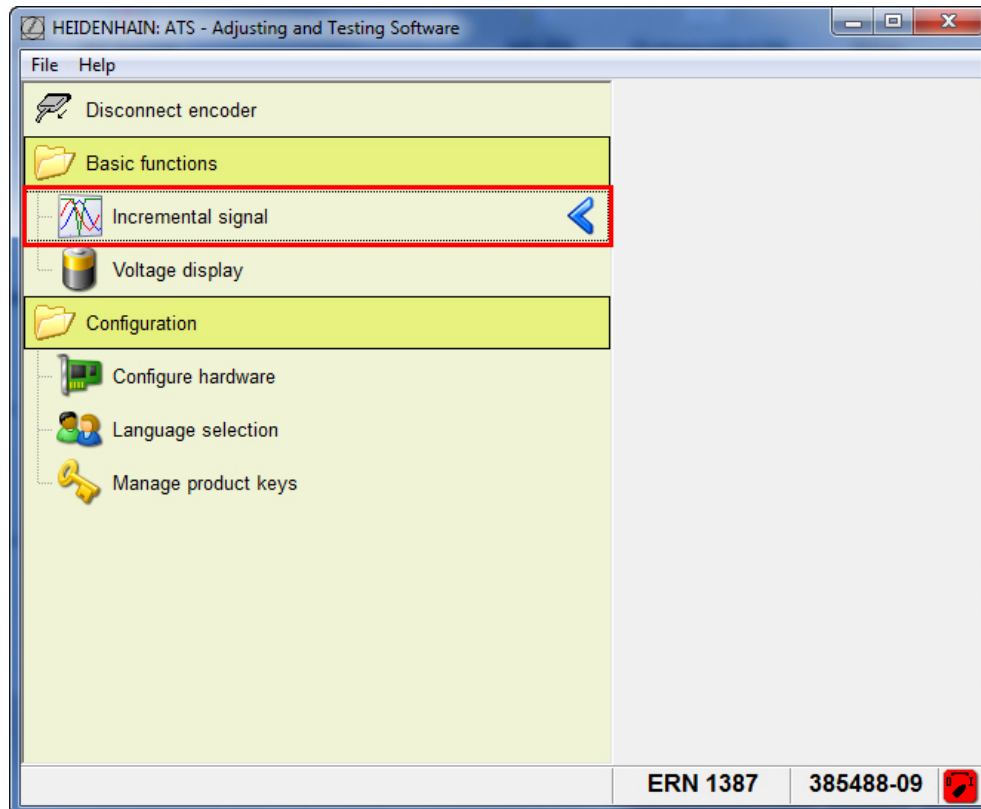 HEIDENHAIN: ATS - Adjusting and Testing Software
File Help
Disconnect encoder
Basic functions
Incremental signal
Voltage display
Configuration
Configure hardware
Language selection
Manage product keys
ERN 1387 385488-09